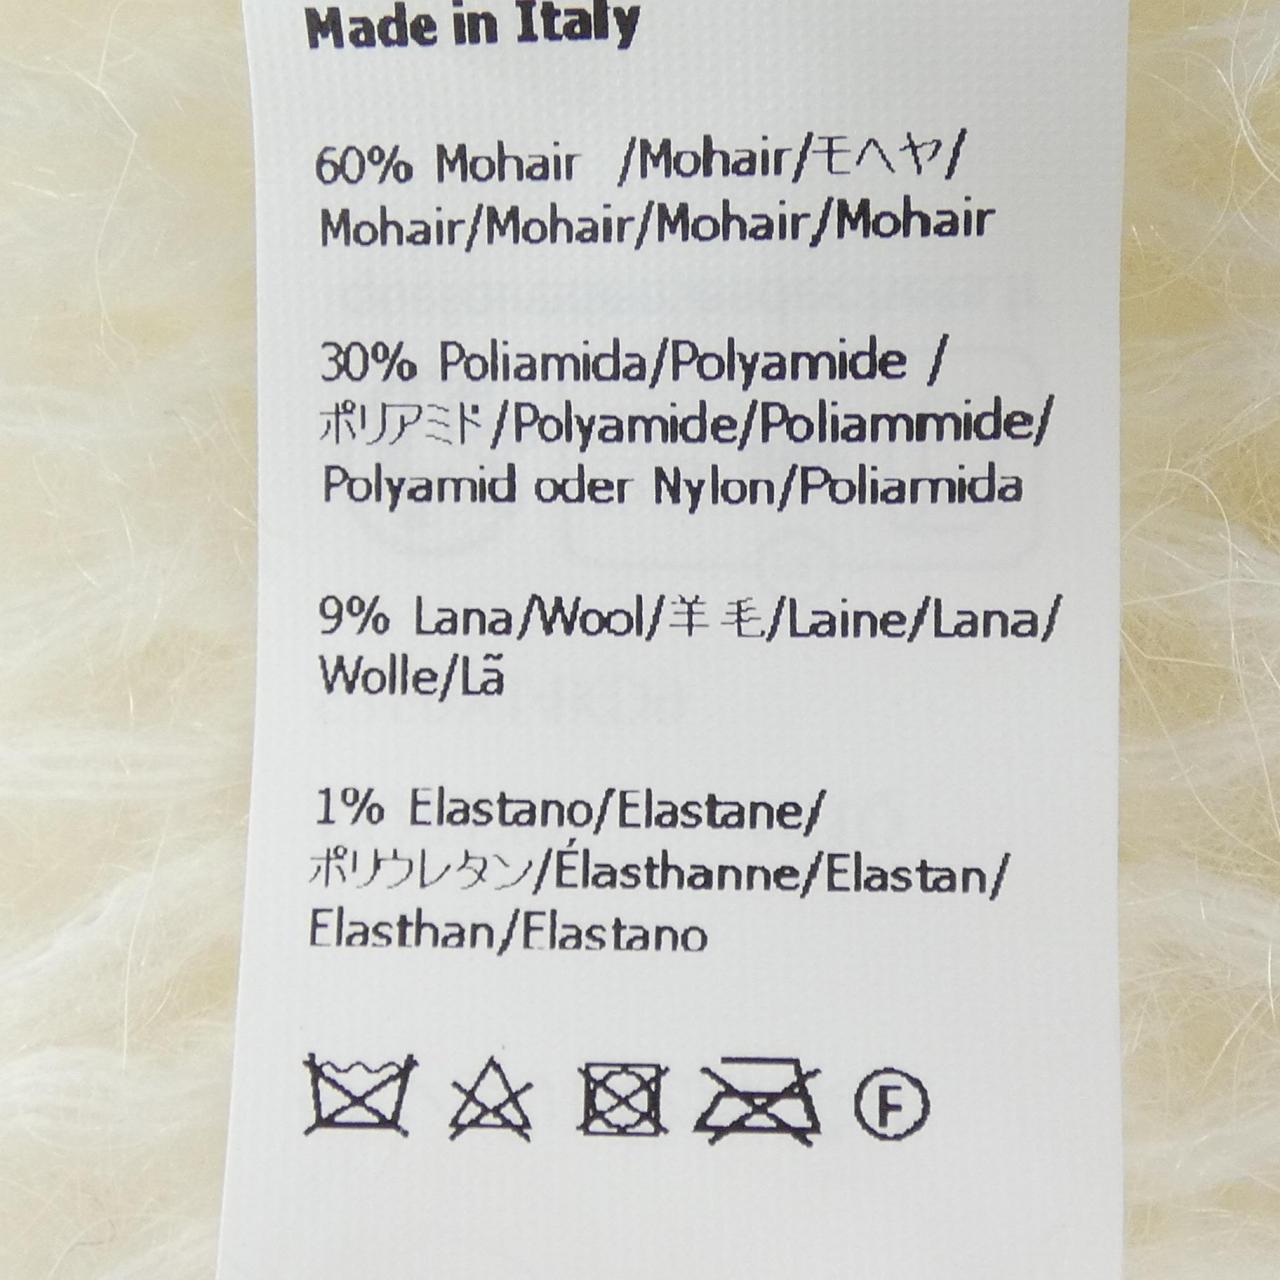 Made in Italy
60% Mohair /Mohair/モヘヤ/
Mohair/Mohair/Mohair/Mohair
30% Poliamida/Polyamide /
ポリアミド/Polyamide/Poliammide/
Polyamid oder Nylon/Poliamida
9% Lana/Wool/羊毛/Laine/Lana/
Wolle/Lã
1% Elastano/Elastane/
ポリウレタン/Élasthanne/Elastan/
Elasthan/Elastano
F